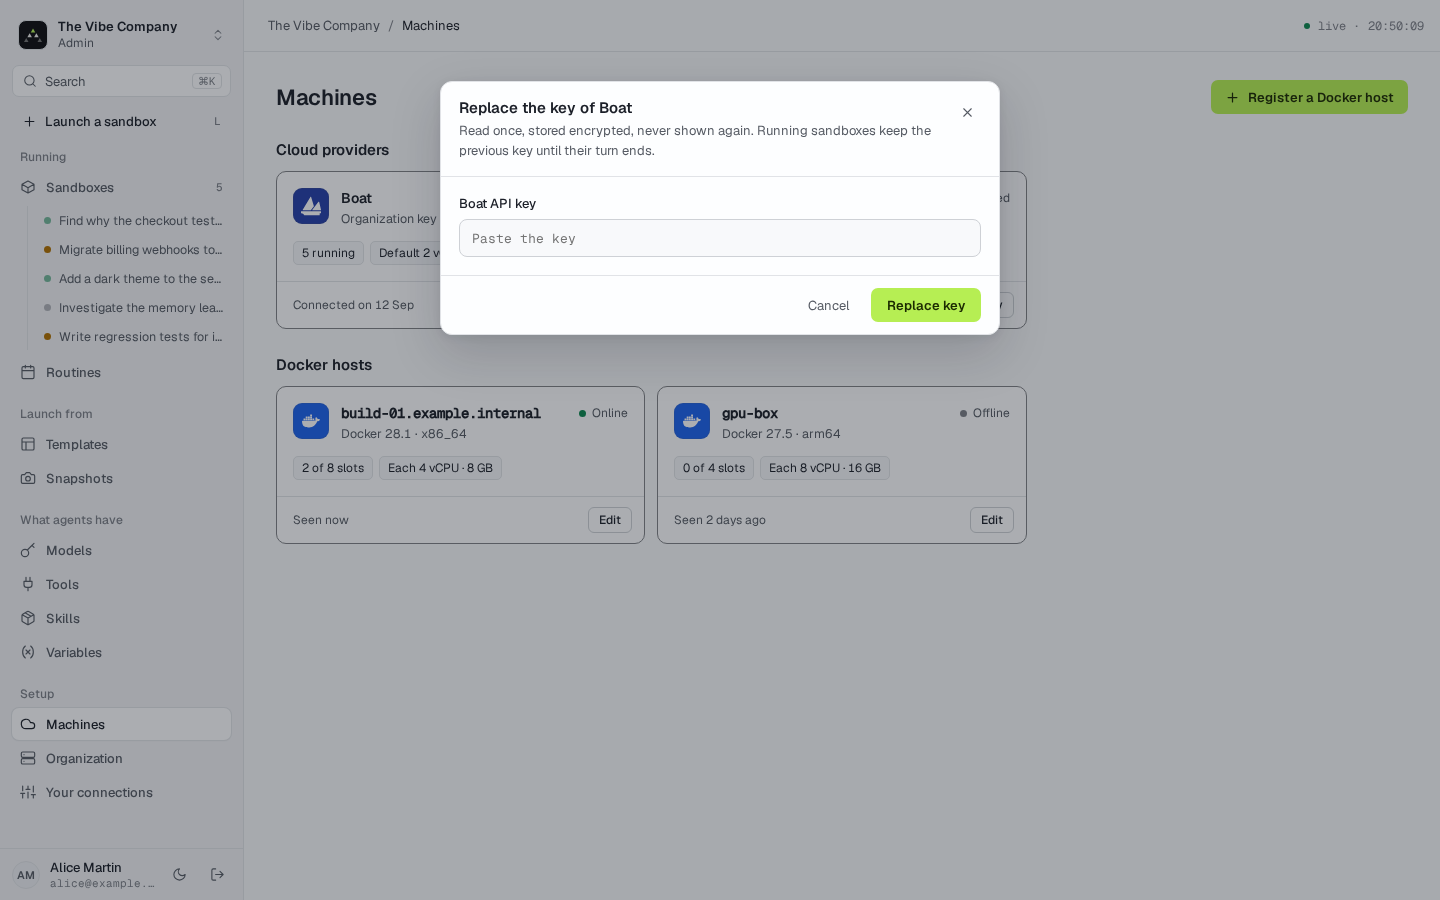 The Vibe Company
Admin
Search
⌘K
Launch a sandbox
L
Running
Sandboxes
5
Find why the checkout test…
Migrate billing webhooks to…
Add a dark theme to the se…
Investigate the memory lea…
Write regression tests for i…
Routines
Launch from
Templates
Snapshots
What agents have
Models
Tools
Skills
Variables
Setup
Machines
Organization
Your connections
AM
Alice Martin
alice@example.…
The Vibe Company / Machines
live · 20:50:09
Machines
Register a Docker host
Cloud providers
Boat
Organization key
5 running
Default 2
Connected on 12 Sep
Replace the key of Boat
Read once, stored encrypted, never shown again. Running sandboxes keep the
previous key until their turn ends.
Boat API key
Paste the key
Cancel
Replace key
Docker hosts
build-01.example.internal
Online
Docker 28.1 · x86_64
2 of 8 slots
Each 4 vCPU · 8 GB
Seen now
Edit
gpu-box
Offline
Docker 27.5 · arm64
0 of 4 slots
Each 8 vCPU · 16 GB
Seen 2 days ago
Edit